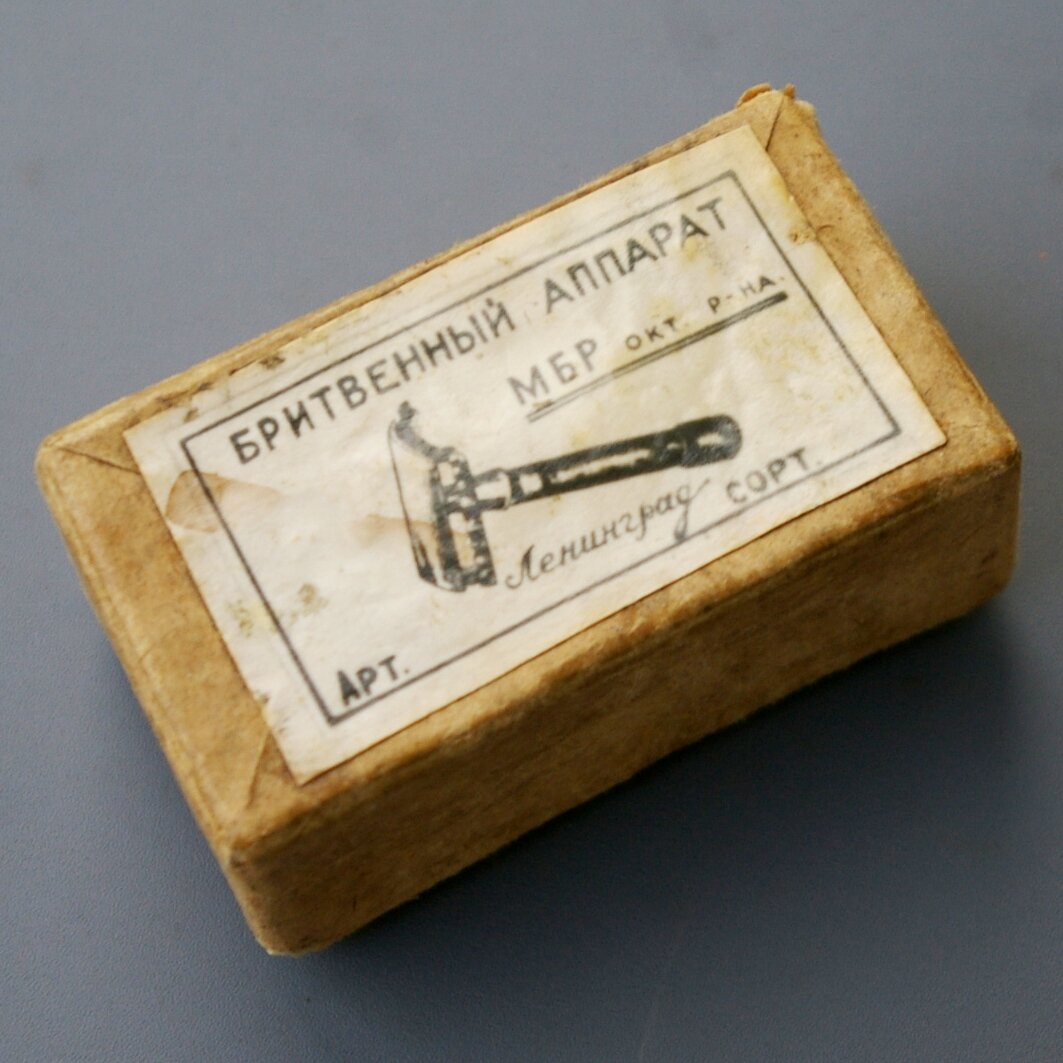 БРИТВЕННЫЙ АППАРАТ
МБР ОКТ. Р-НА.
Ленинград
АРТ. СОРТ.